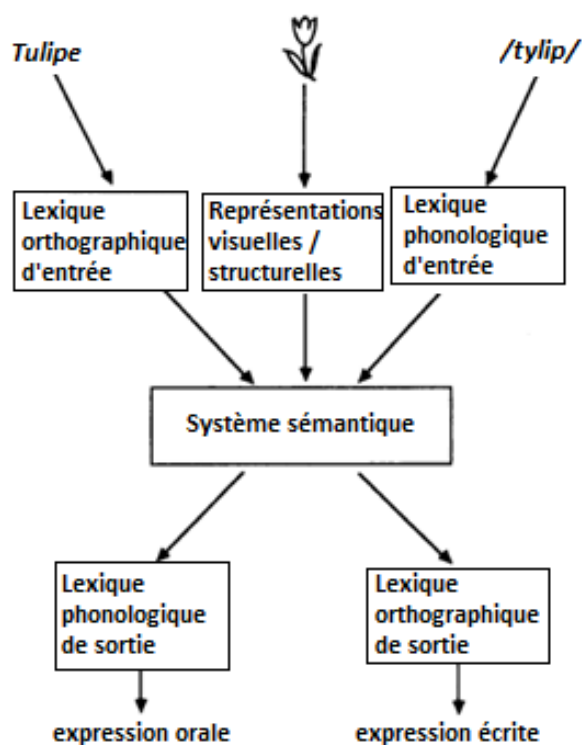 Tulipe
/tylip/
Lexique
orthographique
d'entrée
Représentations
visuelles /
structurelles
Lexique
phonologique
d'entrée
Système sémantique
Lexique
phonologique
de sortie
Lexique
orthographique
de sortie
expression orale
expression écrite